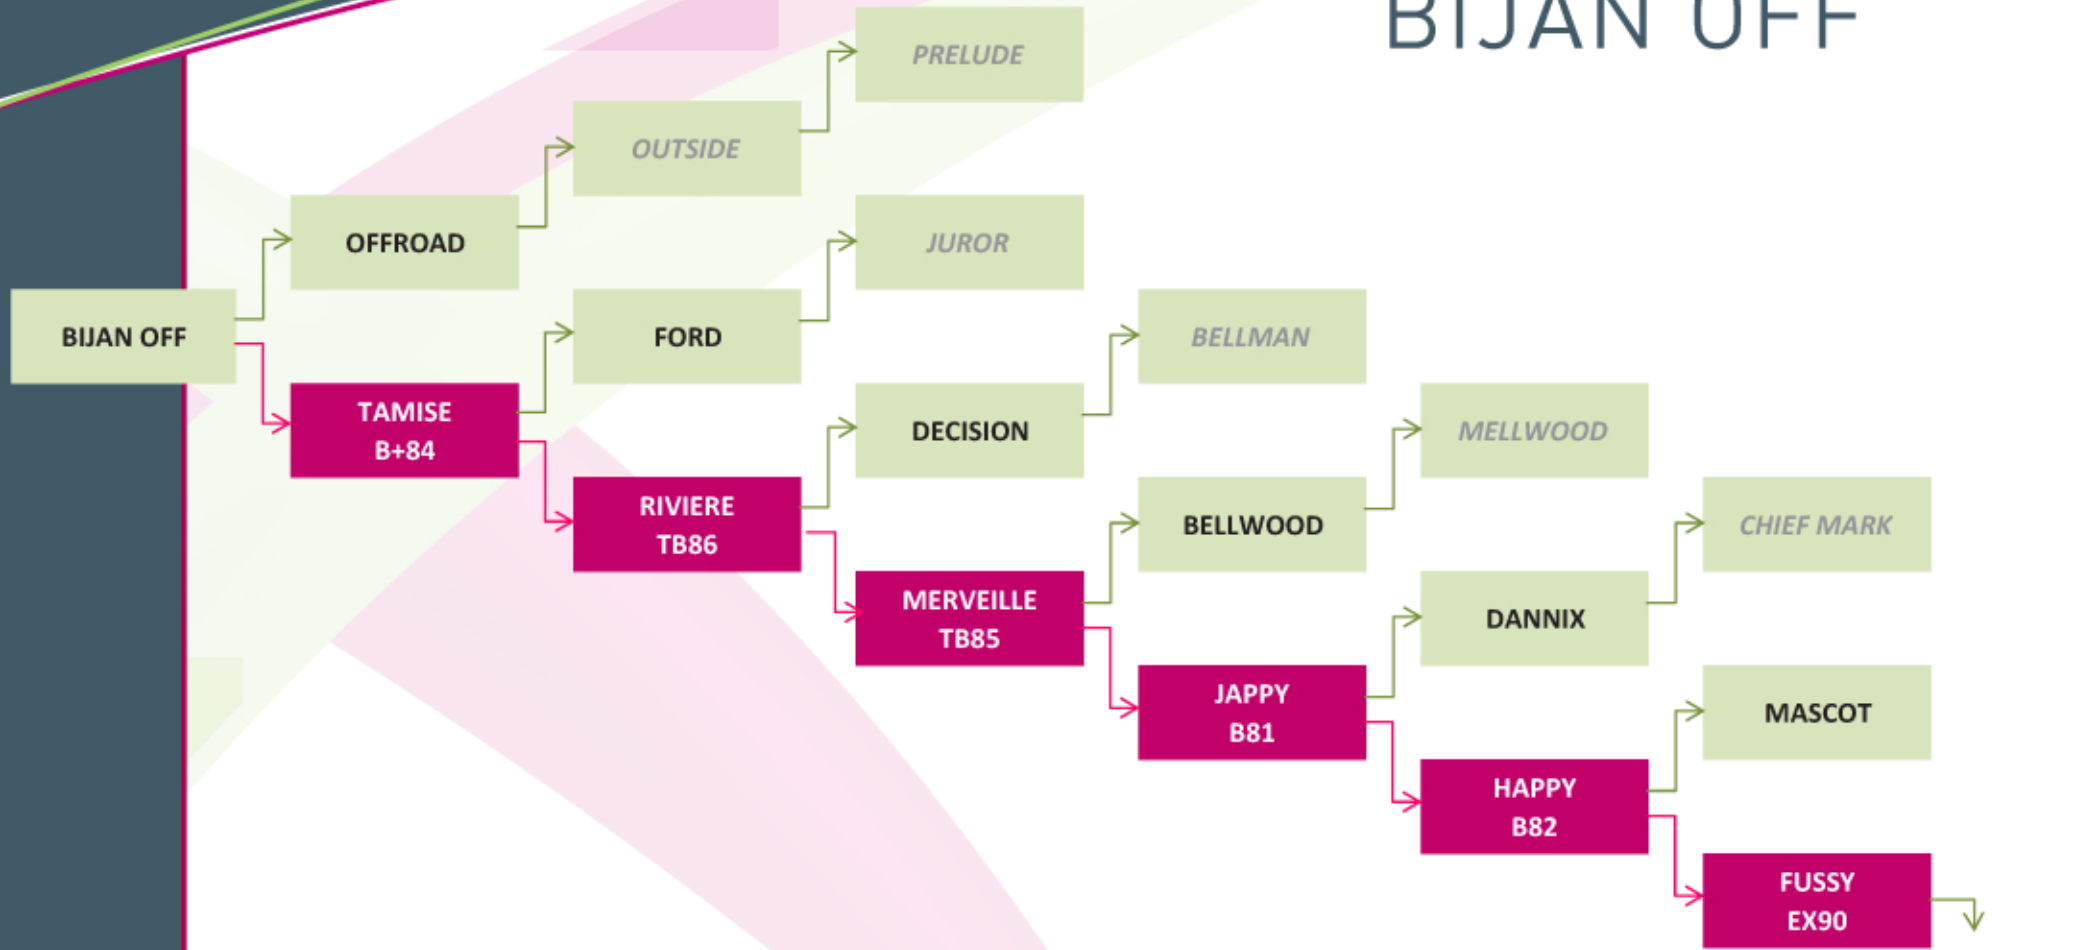 BIJAN OFF
PRELUDE
OUTSIDE
OFFROAD
JUROR
BIJAN OFF
FORD
BELLMAN
TAMISE
B+84
DECISION
MELLWOOD
RIVIERE
TB86
BELLWOOD
CHIEF MARK
MERVEILLE
TB85
DANNIX
JAPPY
B81
MASCOT
HAPPY
B82
FUSSY
EX90